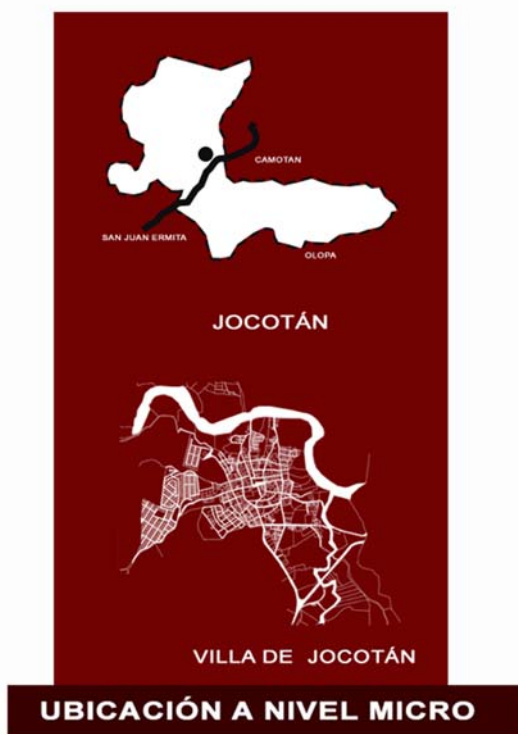 CAMOTAN
SAN JUAN ERMITA
OLOPA
JOCOTÁN
VILLA DE JOCOTÁN
UBICACIÓN A NIVEL MICRO